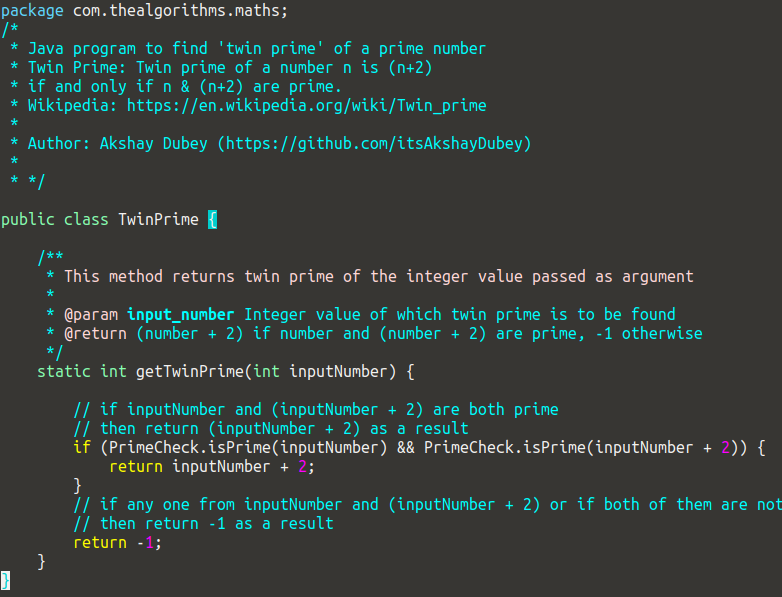 package com.thealgorithms.maths;
/*
 * Java program to find 'twin prime' of a prime number
 * Twin Prime: Twin prime of a number n is (n+2)
 * if and only if n & (n+2) are prime.
 * Wikipedia: https://en.wikipedia.org/wiki/Twin_prime
 *
 * Author: Akshay Dubey (https://github.com/itsAkshayDubey)
 *
 * */

public class TwinPrime {

    /**
     * This method returns twin prime of the integer value passed as argument
     *
     * @param input_number Integer value of which twin prime is to be found
     * @return (number + 2) if number and (number + 2) are prime, -1 otherwise
     */
    static int getTwinPrime(int inputNumber) {

        // if inputNumber and (inputNumber + 2) are both prime
        // then return (inputNumber + 2) as a result
        if (PrimeCheck.isPrime(inputNumber) && PrimeCheck.isPrime(inputNumber + 2)) {
            return inputNumber + 2;
        }
        // if any one from inputNumber and (inputNumber + 2) or if both of them are not
        // then return -1 as a result
        return -1;
    }
}